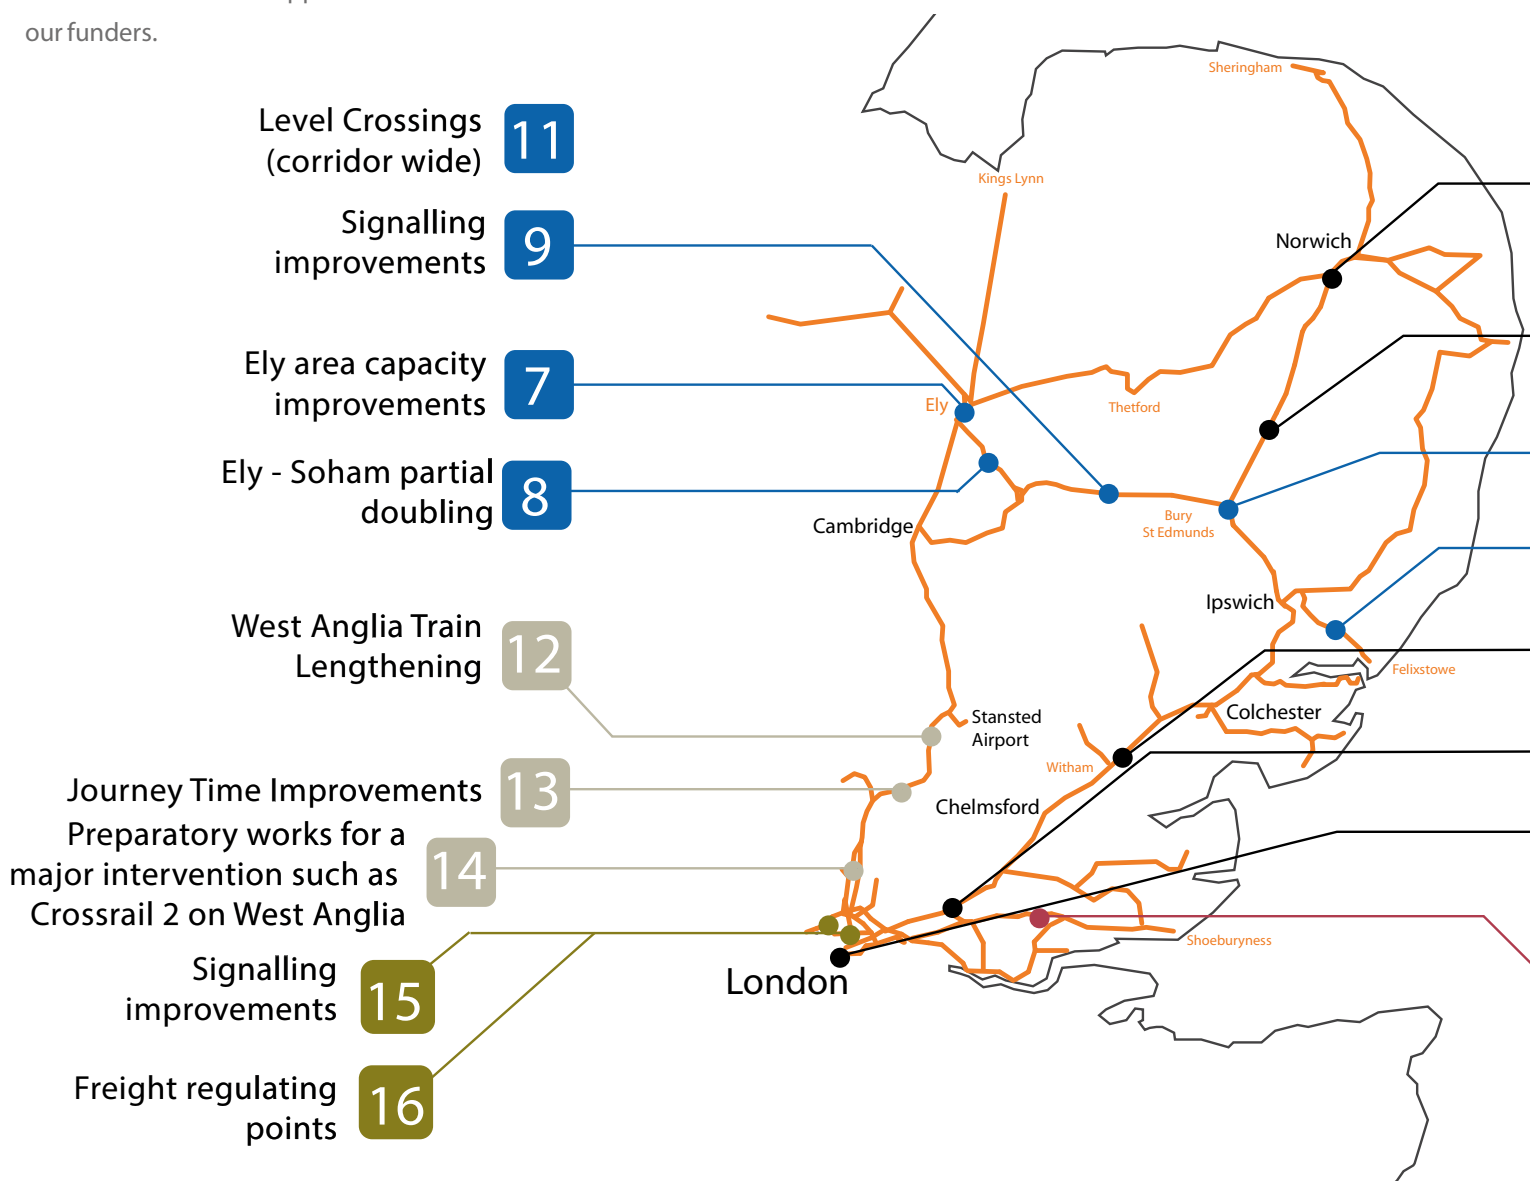 our funders.
Level Crossings
(corridor wide)
11
Signalling
improvements
9
Ely area capacity
improvements
7
Ely - Soham partial
doubling
8
West Anglia Train
Lengthening
12
Journey Time Improvements
13
Preparatory works for a
major intervention such as
Crossrail 2 on West Anglia
14
Signalling
improvements
15
Freight regulating
points
16
Sheringham
Kings Lynn
Norwich
Ely
Thetford
Cambridge
Bury
St Edmunds
Ipswich
Felixstowe
Stansted
Airport
Colchester
Witham
Chelmsford
Shoeburyness
London